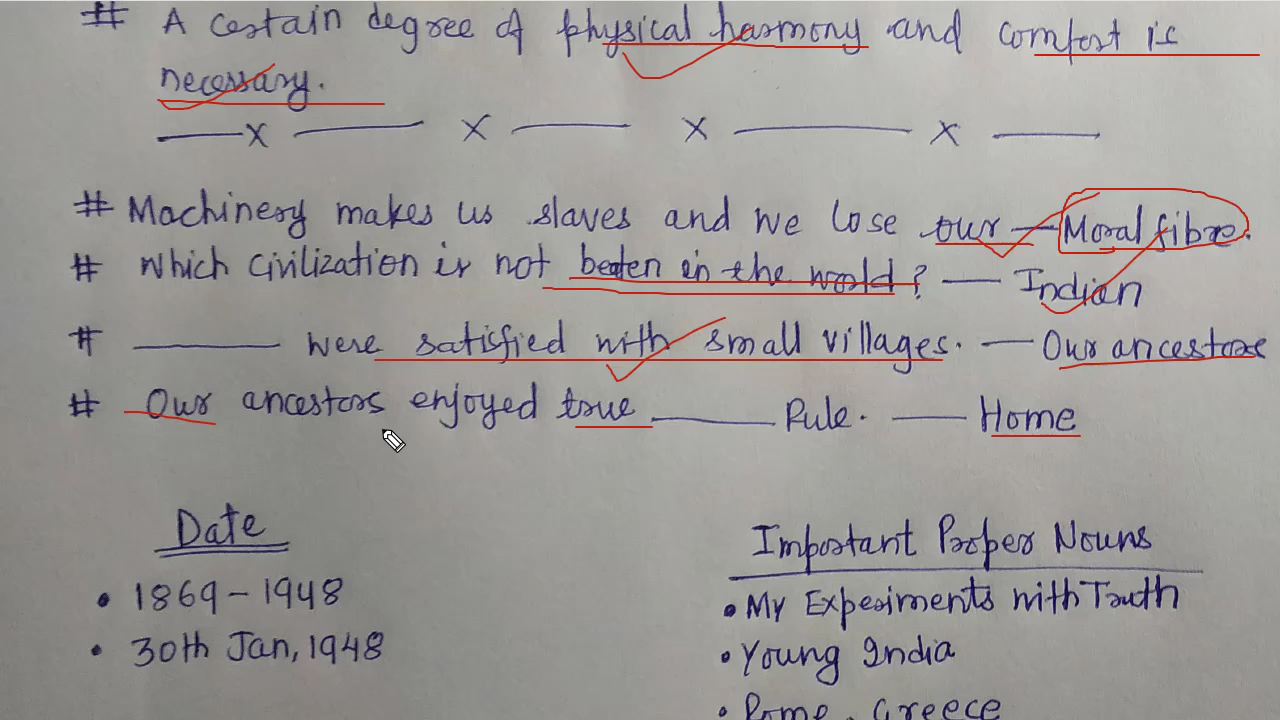 # A certain degree of physical harmony and comfort is
necessary.
—— x —— x —— x —— x ——
# Machinery makes us slaves and we lose our — Moral fibre.
# Which civilization is not beaten in the world? — Indian
# ——— were satisfied with small villages. — Our ancestors
# Our ancestors enjoyed true ——— Rule. — Home
Date
• 1869 - 1948
• 30th Jan, 1948
Important Proper Nouns
• My Experiments with Truth
• Young India
• Rome, Greece